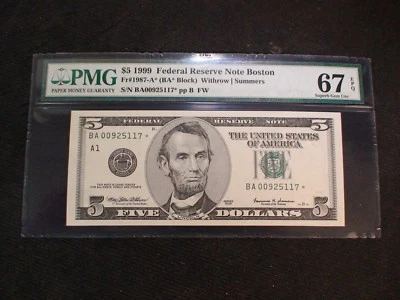 PMG
PAPER MONEY GUARANTY
$5 1999 Federal Reserve Note Boston
Fr#1987-A* (BA* Block) Withrow | Summers
S/N BA00925117* pp B FW
67 EPQ
Superb Gem Unc
5 FEDERAL RESERVE NOTE 5
BA 00925117 *
A1
THE UNITED STATES
OF AMERICA
BA 00925117 *
5 FIVE DOLLARS 5